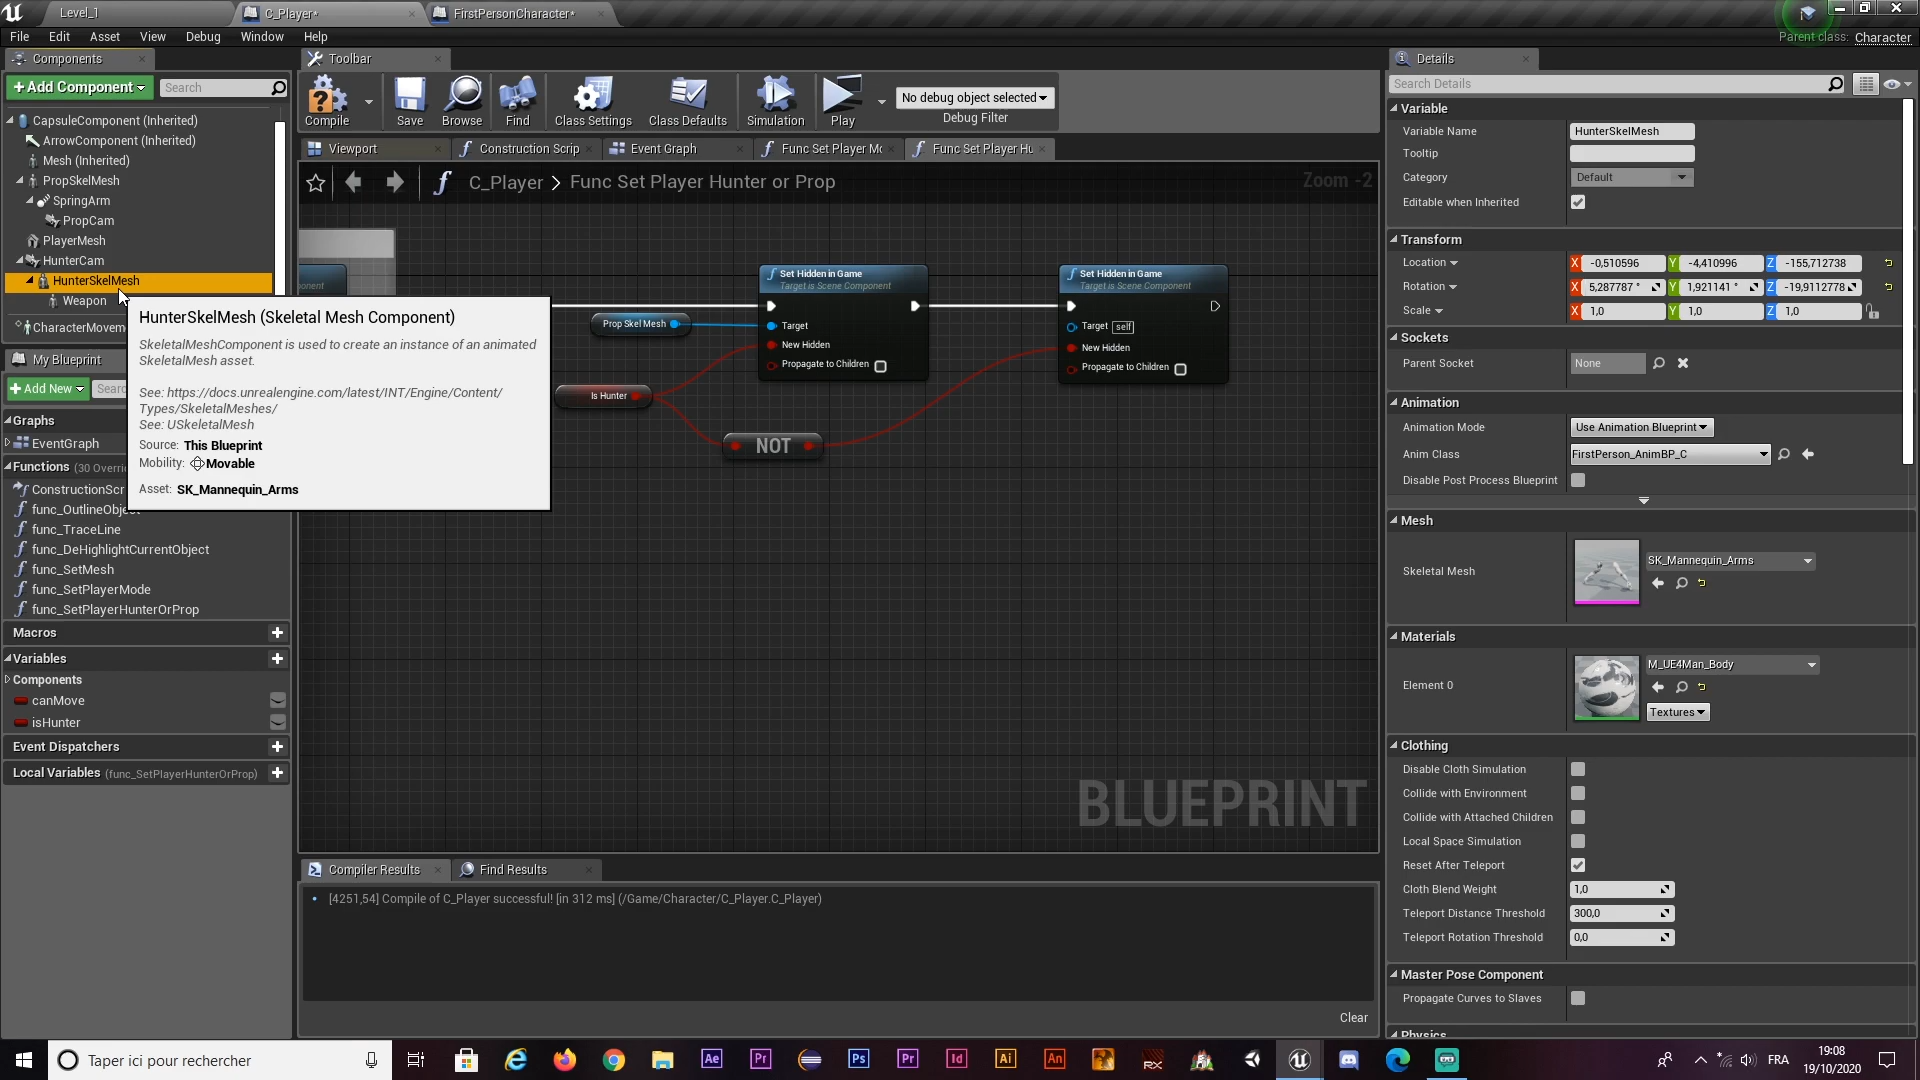 Level_1
C_Player*
FirstPersonCharacter*
File Edit Asset View Debug Window Help
Parent class: Character
Components
+Add Component
Search
CapsuleComponent (Inherited)
ArrowComponent (Inherited)
Mesh (Inherited)
PropSkelMesh
SpringArm
PropCam
PlayerMesh
HunterCam
HunterSkelMesh
Weapon
CharacterMovem
My Blueprint
+Add New
Searc
Graphs
EventGraph
Functions (30 Overri
ConstructionScr
func_OutlineObjec
func_TraceLine
func_DeHighlightCurrentObject
func_SetMesh
func_SetPlayerMode
func_SetPlayerHunterOrProp
Macros
Variables
Components
canMove
isHunter
Event Dispatchers
Local Variables (func_SetPlayerHunterOrProp)
HunterSkelMesh (Skeletal Mesh Component)
SkeletalMeshComponent is used to create an instance of an animated
SkeletalMesh asset.
See: https://docs.unrealengine.com/latest/INT/Engine/Content/
Types/SkeletalMeshes/
See: USkeletalMesh
Source: This Blueprint
Mobility: Movable
Asset: SK_Mannequin_Arms
Toolbar
Compile
Save
Browse
Find
Class Settings
Class Defaults
Simulation
Play
No debug object selected
Debug Filter
Viewport
Construction Scrip
Event Graph
Func Set Player Mo
Func Set Player Hu
C_Player > Func Set Player Hunter or Prop
Zoom -2
onent
Prop Skel Mesh
Is Hunter
NOT
Set Hidden in Game
Target is Scene Component
Target
New Hidden
Propagate to Children
Set Hidden in Game
Target is Scene Component
Target self
New Hidden
Propagate to Children
BLUEPRINT
Compiler Results
Find Results
[4251,54] Compile of C_Player successful! [in 312 ms] (/Game/Character/C_Player.C_Player)
Clear
Details
Search Details
Variable
Variable Name HunterSkelMesh
Tooltip
Category Default
Editable when Inherited
Transform
Location X -0,510596 Y -4,410996 Z -155,712738
Rotation X 5,287787 ° Y 1,921141 ° Z -19,9112778
Scale X 1,0 Y 1,0 Z 1,0
Sockets
Parent Socket None
Animation
Animation Mode Use Animation Blueprint
Anim Class FirstPerson_AnimBP_C
Disable Post Process Blueprint
Mesh
Skeletal Mesh SK_Mannequin_Arms
Materials
Element 0 M_UE4Man_Body
Textures
Clothing
Disable Cloth Simulation
Collide with Environment
Collide with Attached Children
Local Space Simulation
Reset After Teleport
Cloth Blend Weight 1,0
Teleport Distance Threshold 300,0
Teleport Rotation Threshold 0,0
Master Pose Component
Propagate Curves to Slaves
Physics
Taper ici pour rechercher
Ae Pr Ps Pr Id Ai An RX
FRA
19:08
19/10/2020